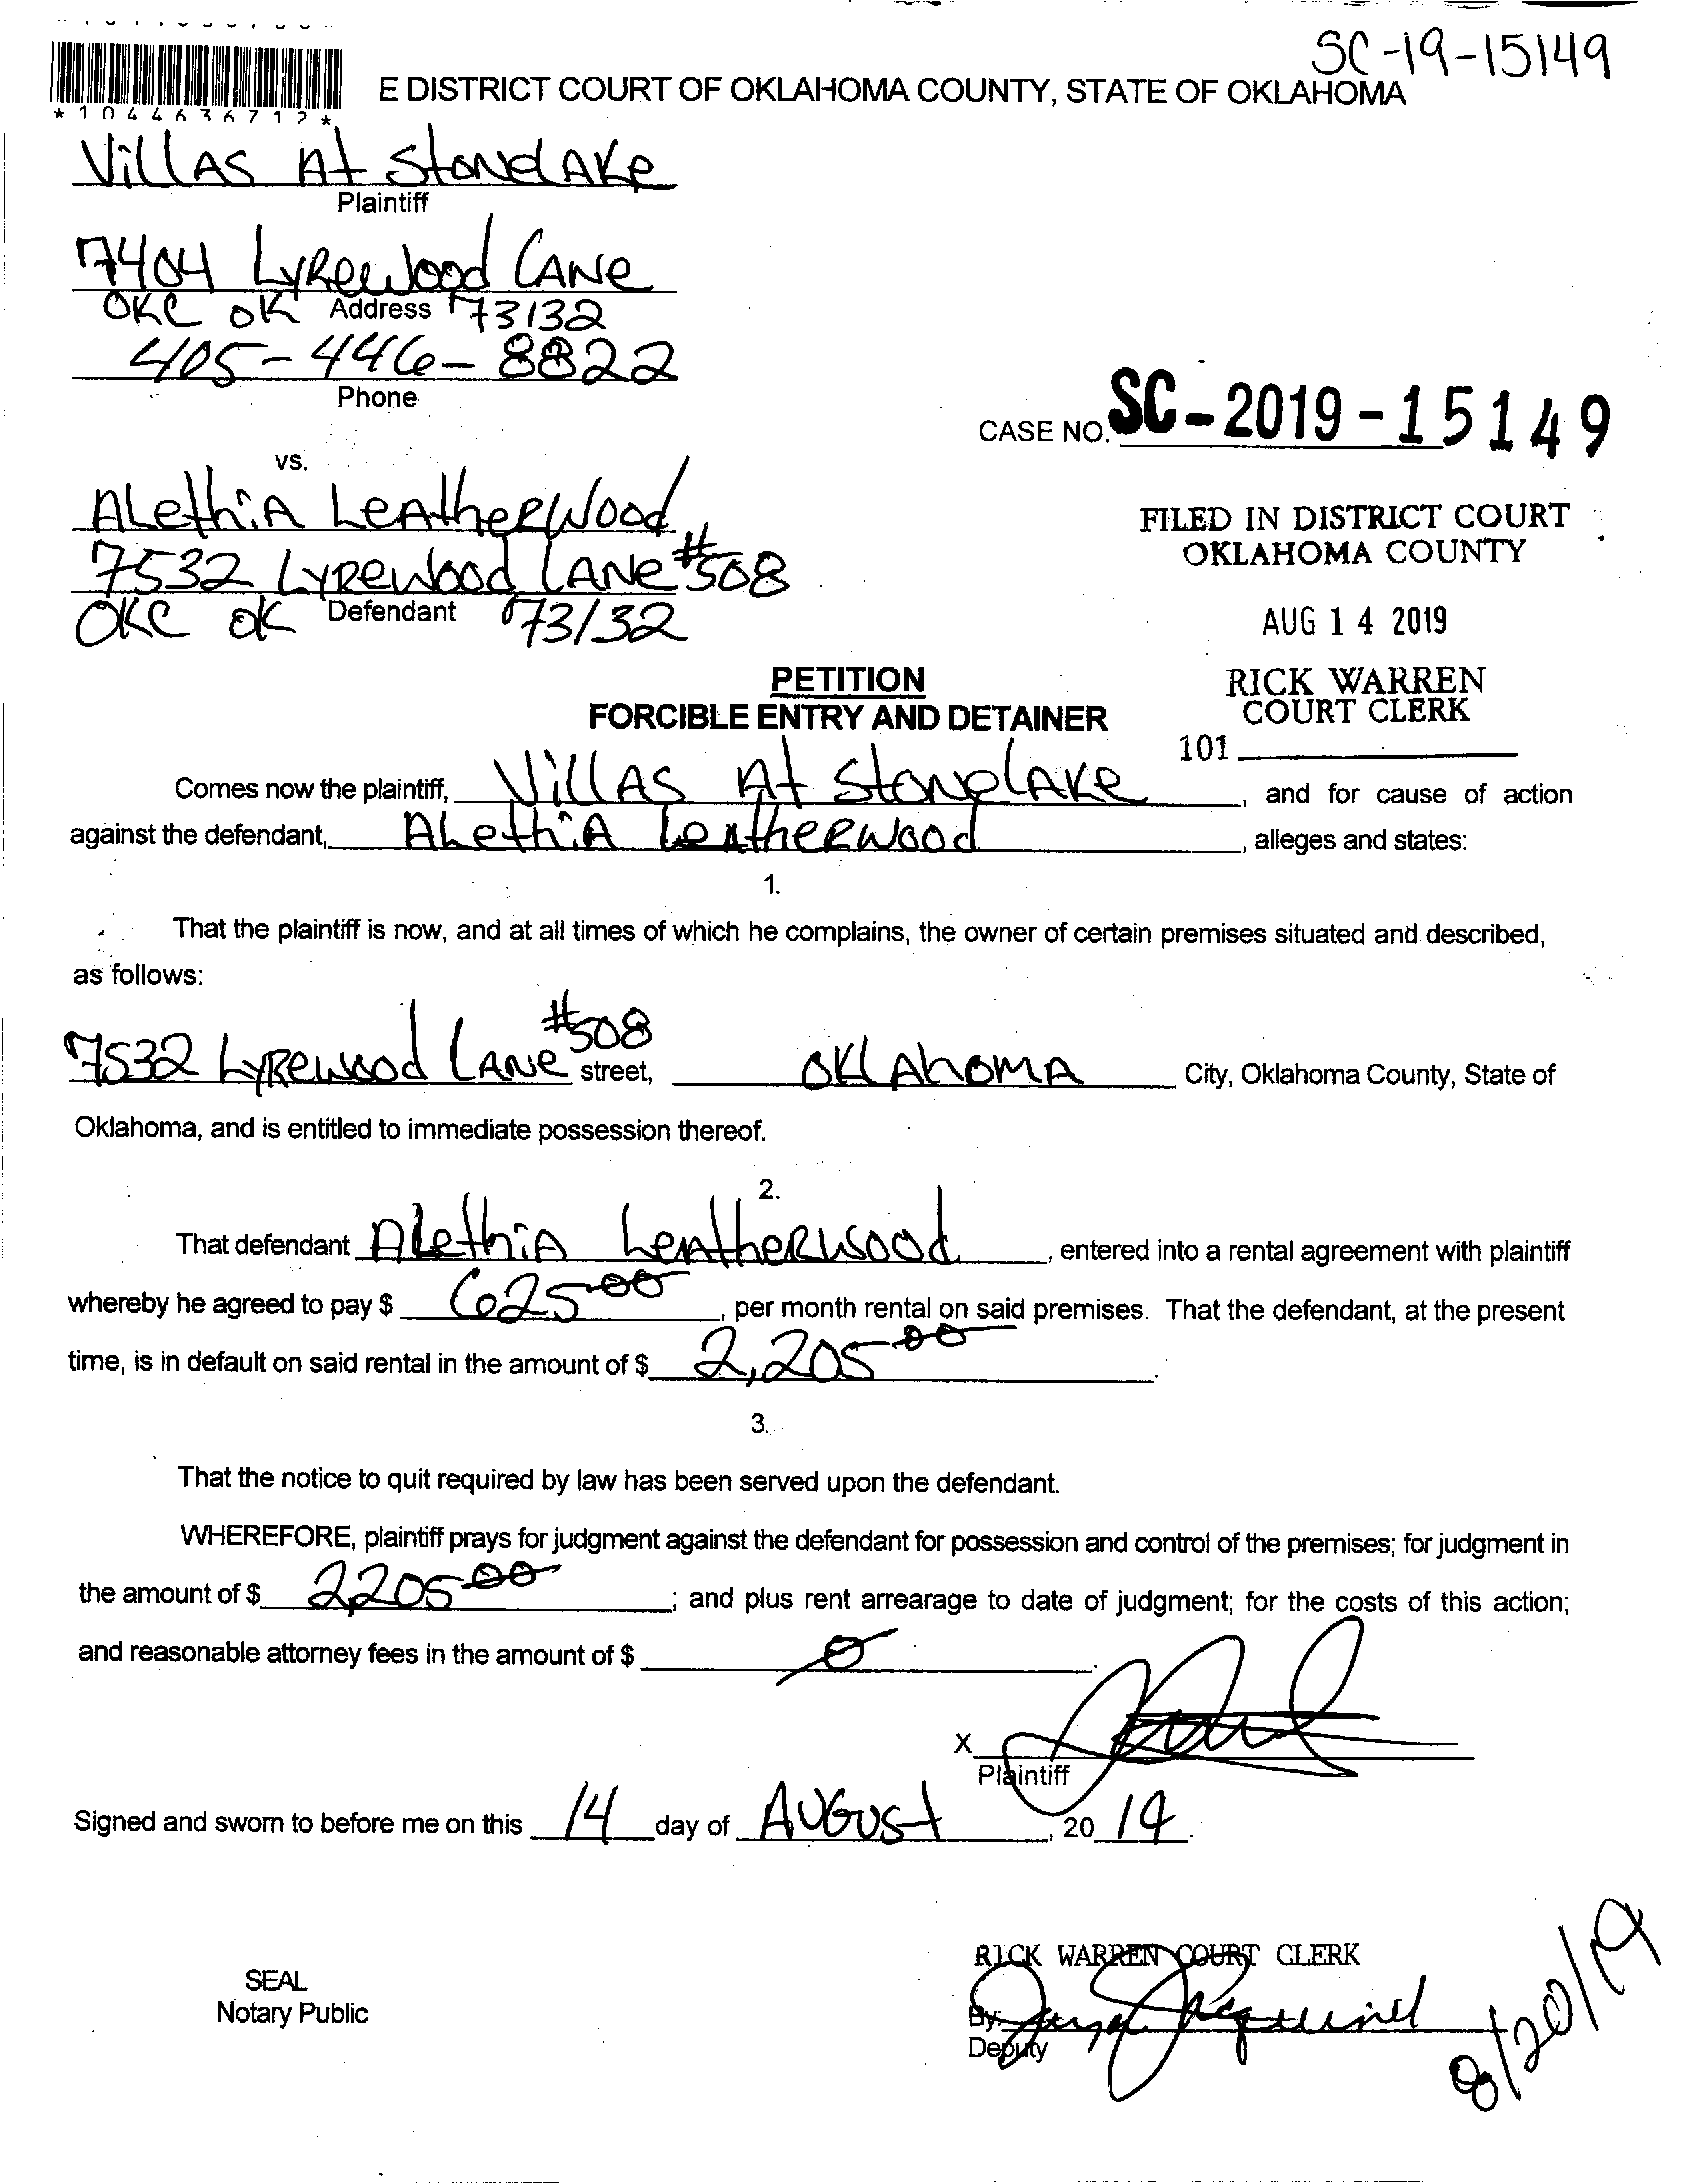 SC-19-15149
E DISTRICT COURT OF OKLAHOMA COUNTY, STATE OF OKLAHOMA
*1044636712*
Villas At Stonelake
Plaintiff
7404 Lyrewood Lane
Address
OKC OK 73132
405-446-8822
Phone
CASE NO. SC-2019-15149
vs.
Alethia Leatherwood
7532 Lyrewood Lane #508
Defendant
OKC OK 73132
FILED IN DISTRICT COURT
OKLAHOMA COUNTY
AUG 14 2019
RICK WARREN
COURT CLERK
101
PETITION
FORCIBLE ENTRY AND DETAINER
Comes now the plaintiff, Villas At Stonelake, and for cause of action
against the defendant, Alethia Leatherwood, alleges and states:
1.
That the plaintiff is now, and at all times of which he complains, the owner of certain premises situated and described,
as follows:
7532 Lyrewood Lane #508 street, Oklahoma City, Oklahoma County, State of
Oklahoma, and is entitled to immediate possession thereof.
2.
That defendant Alethia Leatherwood, entered into a rental agreement with plaintiff
whereby he agreed to pay $ 625.00, per month rental on said premises. That the defendant, at the present
time, is in default on said rental in the amount of $ 2,205.00.
3.
That the notice to quit required by law has been served upon the defendant.
WHEREFORE, plaintiff prays for judgment against the defendant for possession and control of the premises; for judgment in
the amount of $ 2,205.00; and plus rent arrearage to date of judgment; for the costs of this action;
and reasonable attorney fees in the amount of $ 0.
X
Plaintiff
Signed and sworn to before me on this 14 day of August, 2019.
RICK WARREN COURT CLERK
SEAL
Notary Public
By:
Deputy
8/20/19